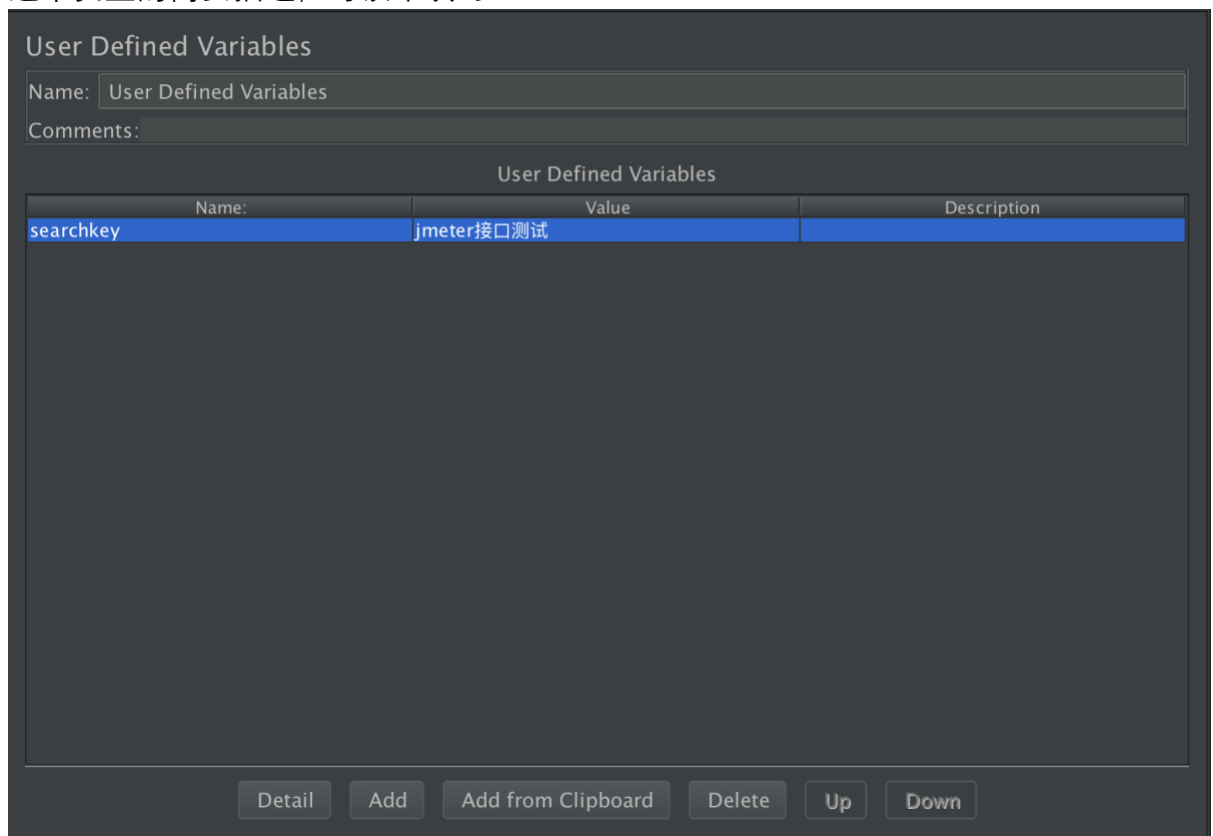 User Defined Variables
Name: User Defined Variables
Comments:
User Defined Variables
Name: Value Description
searchkey jmeter接口测试
Detail Add Add from Clipboard Delete Up Down